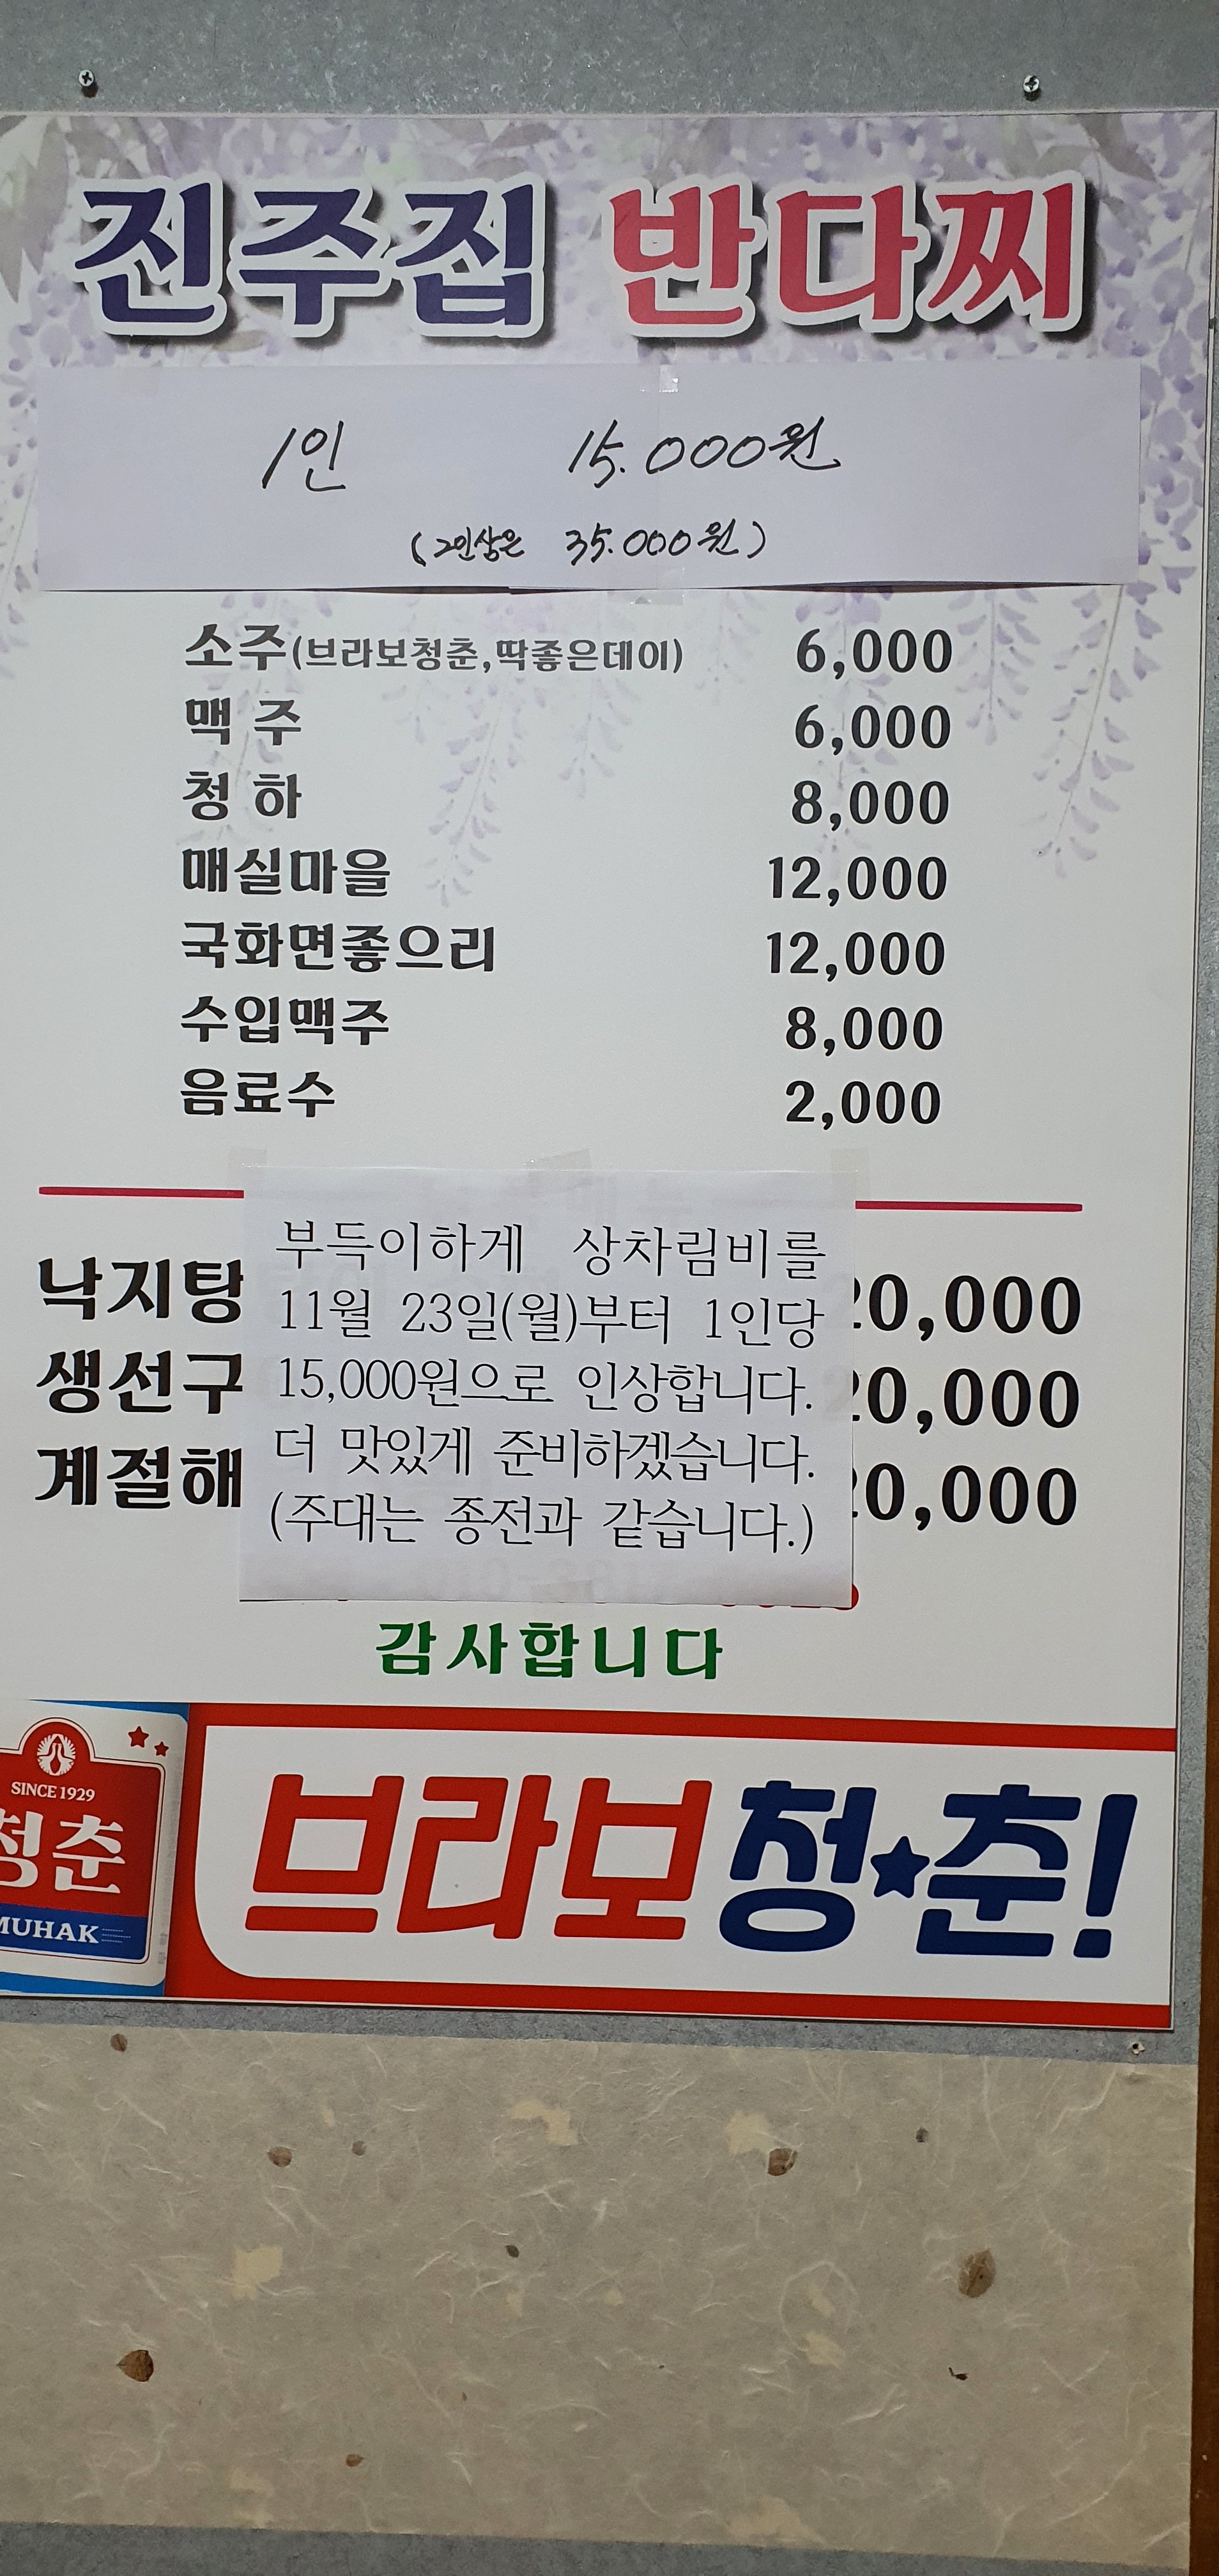 진주집 반다찌
1인 15.000원
(2인상은 35.000원)
소주(브라보청춘,딱좋은데이) 6,000
맥 주 6,000
청 하 8,000
매실마을 12,000
국화면좋으리 12,000
수입맥주 8,000
음료수 2,000
부득이하게 상차림비를
11월 23일(월)부터 1인당
15,000원으로 인상합니다.
더 맛있게 준비하겠습니다.
(주대는 종전과 같습니다.)
낙지탕 20,000
생선구 20,000
계절해 20,000
감사합니다
SINCE 1929
청춘
MUHAK
브라보청춘!